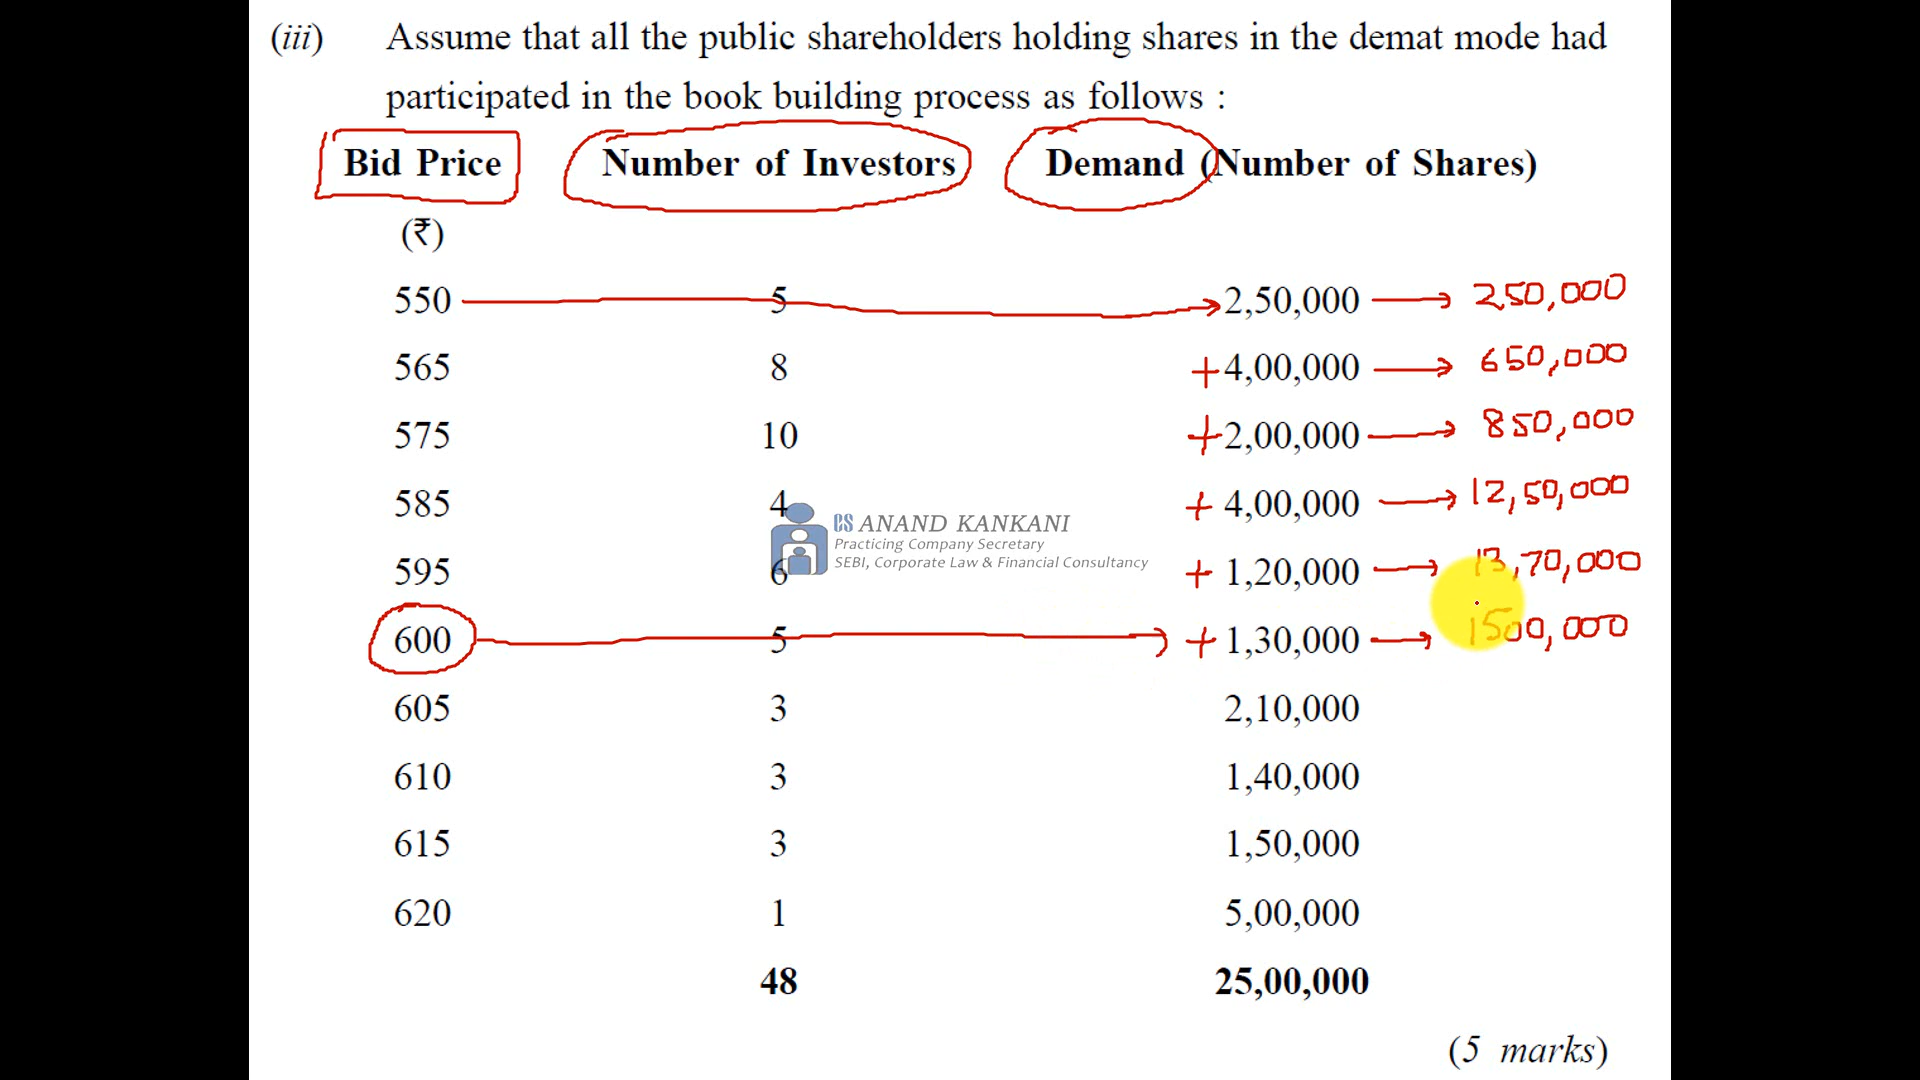 (iii) Assume that all the public shareholders holding shares in the demat mode had
participated in the book building process as follows :
Bid Price Number of Investors Demand (Number of Shares)
(₹)
550 5 2,50,000 → 250,000
565 8 + 4,00,000 → 650,000
575 10 + 2,00,000 → 850,000
585 4 + 4,00,000 → 12,50,000
CS ANAND KANKANI
Practicing Company Secretary
SEBI, Corporate Law & Financial Consultancy
595 6 + 1,20,000 → 13,70,000
600 5 + 1,30,000 → 1500,000
605 3 2,10,000
610 3 1,40,000
615 3 1,50,000
620 1 5,00,000
48 25,00,000
(5 marks)